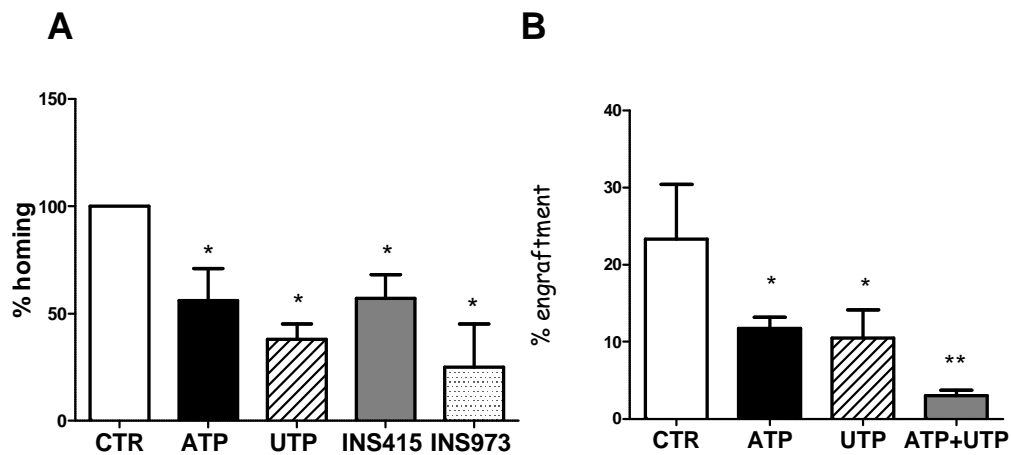 A
B
% homing
150
100
50
0
*
*
*
*
CTR ATP UTP INS415 INS973
% engraftment
40
30
20
10
0
*
*
**
CTR ATP UTP ATP+UTP